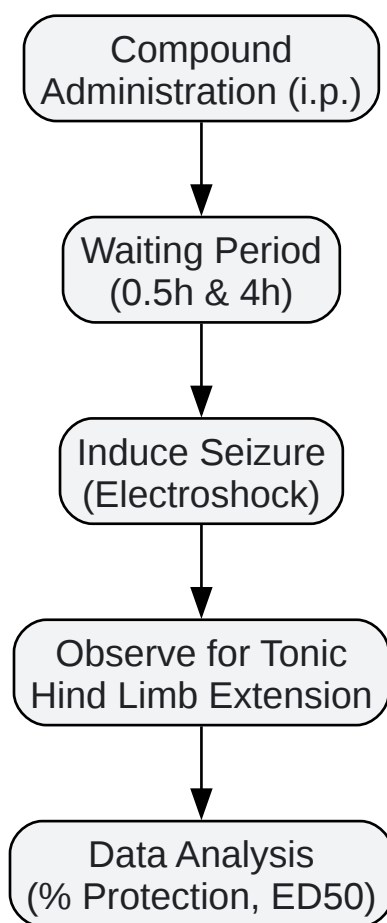 Compound
Administration (i.p.)
Waiting Period
(0.5h & 4h)
Induce Seizure
(Electroshock)
Observe for Tonic
Hind Limb Extension
Data Analysis
(% Protection, ED50)